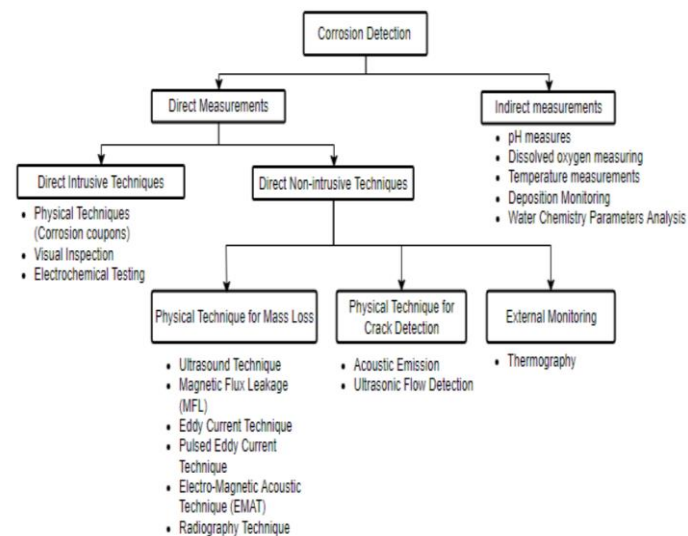 Corrosion Detection
Direct Measurements
Indirect measurements
• pH measures
• Dissolved oxygen measuring
• Temperature measurements
• Deposition Monitoring
• Water Chemistry Parameters Analysis
Direct Intrusive Techniques
• Physical Techniques
(Corrosion coupons)
• Visual Inspection
• Electrochemical Testing
Direct Non-intrusive Techniques
Physical Technique for Mass Loss
• Ultrasound Technique
• Magnetic Flux Leakage
(MFL)
• Eddy Current Technique
• Pulsed Eddy Current
Technique
• Electro-Magnetic Acoustic
Technique (EMAT)
• Radiography Technique
Physical Technique for
Crack Detection
• Acoustic Emission
• Ultrasonic Flow Detection
External Monitoring
• Thermography